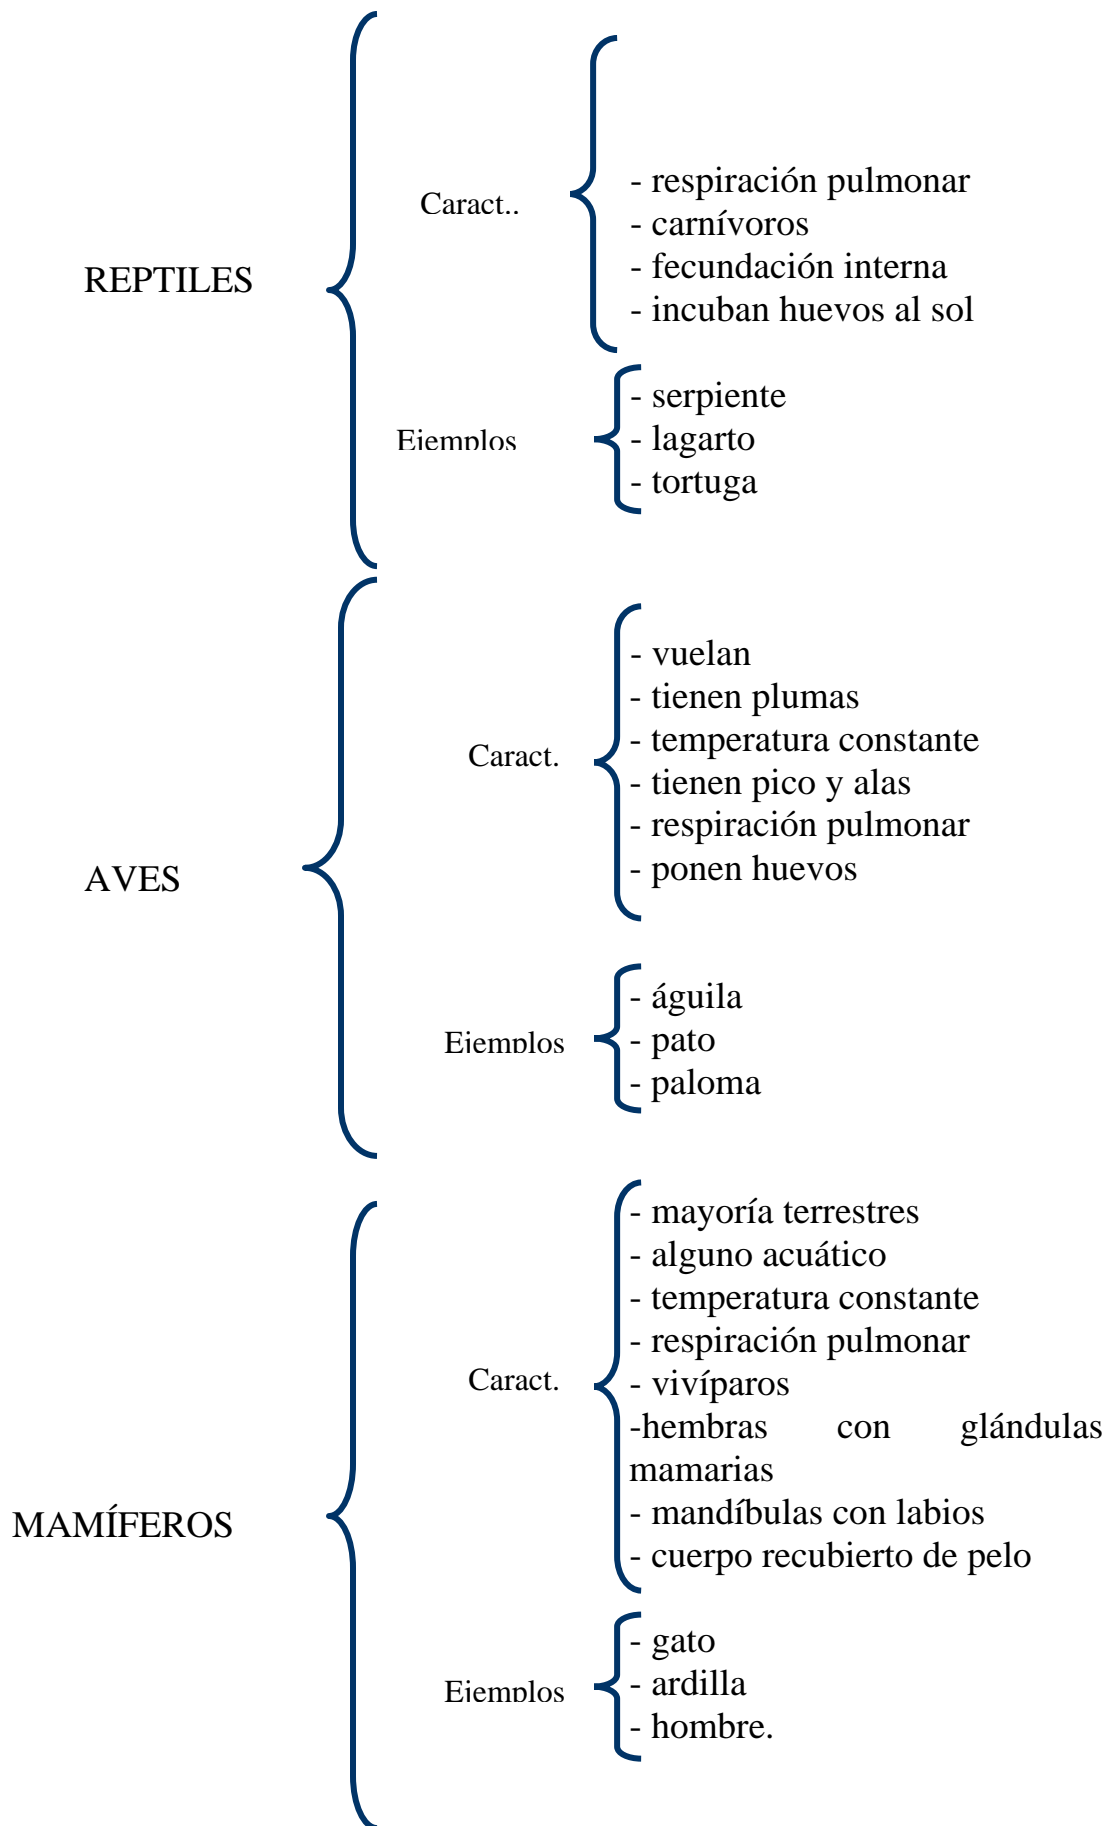 Caract..
- respiración pulmonar
- carnívoros
- fecundación interna
- incuban huevos al sol
REPTILES
Ejemplos
- serpiente
- lagarto
- tortuga
Caract.
- vuelan
- tienen plumas
- temperatura constante
- tienen pico y alas
- respiración pulmonar
- ponen huevos
AVES
Ejemplos
- águila
- pato
- paloma
Caract.
- mayoría terrestres
- alguno acuático
- temperatura constante
- respiración pulmonar
- vivíparos
-hembras con glándulas
mamarias
- mandíbulas con labios
- cuerpo recubierto de pelo
MAMÍFEROS
Ejemplos
- gato
- ardilla
- hombre.